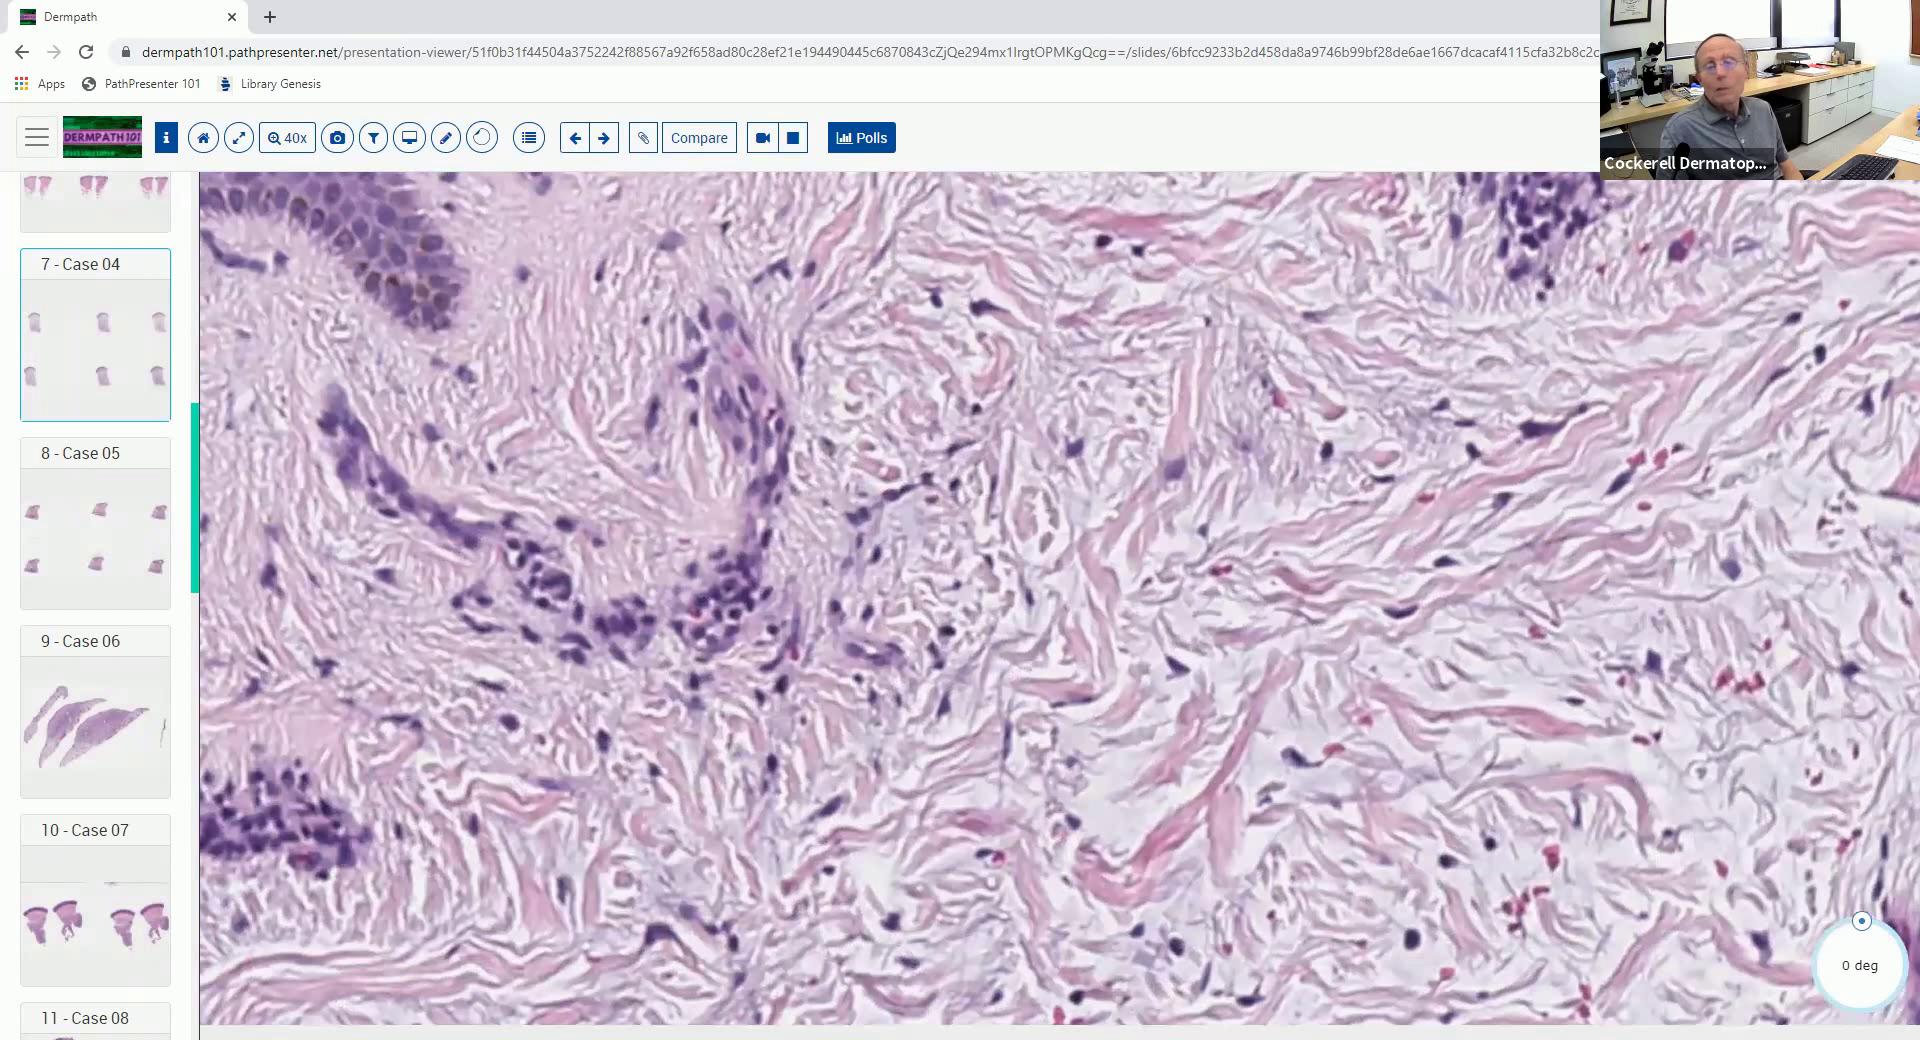 Dermpath
dermpath101.pathpresenter.net/presentation-viewer/51f0b31f44504a3752242f88567a92f658ad80c28ef21e194490445c6870843cZjQe294mx1IrgtOPMKgQcg==/slides/6bfcc9233b2d458da8a9746b99bf28de6ae1667dcacaf4115cfa32b8c2c
Apps
PathPresenter 101
Library Genesis
DERMPATH 101
40x
Compare
Polls
Cockerell Dermatop...
7 - Case 04
8 - Case 05
9 - Case 06
10 - Case 07
11 - Case 08
0 deg